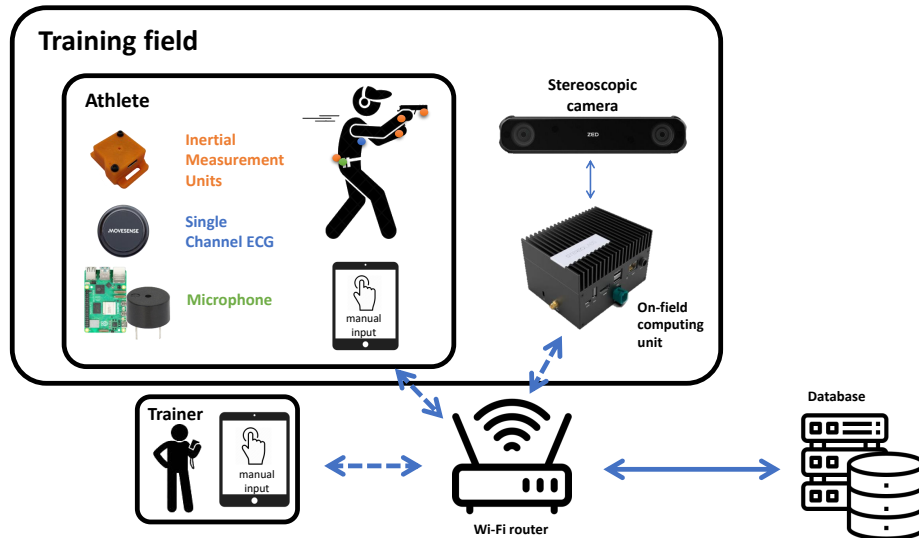 Training field
Athlete
Inertial
Measurement
Units
MOVESENSE
Single
Channel ECG
Microphone
manual
input
Stereoscopic
camera
ZED
On-field
computing
unit
Trainer
manual
input
Wi-Fi router
Database